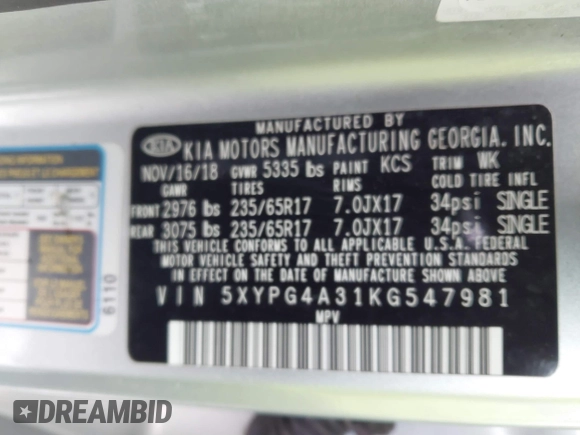 MANUFACTURED BY
KIA KIA MOTORS MANUFACTURING GEORGIA. INC.
NOV/16/18 GVWR 5335 lbs PAINT KCS TRIM WK
GAWR TIRES RIMS COLD TIRE INFL
FRONT 2976 lbs 235/65R17 7.0JX17 34psi SINGLE
REAR 3075 lbs 235/65R17 7.0JX17 34psi SINGLE
THIS VEHICLE CONFORMS TO ALL APPLICABLE U.S.A. FEDERAL
MOTOR VEHICLE SAFETY AND THEFT PREVENTION STANDARDS
IN EFFECT ON THE DATE OF MANUFACTURE SHOWN ABOVE.
VIN 5XYPG4A31KG547981
MPV
6110
DREAMBID